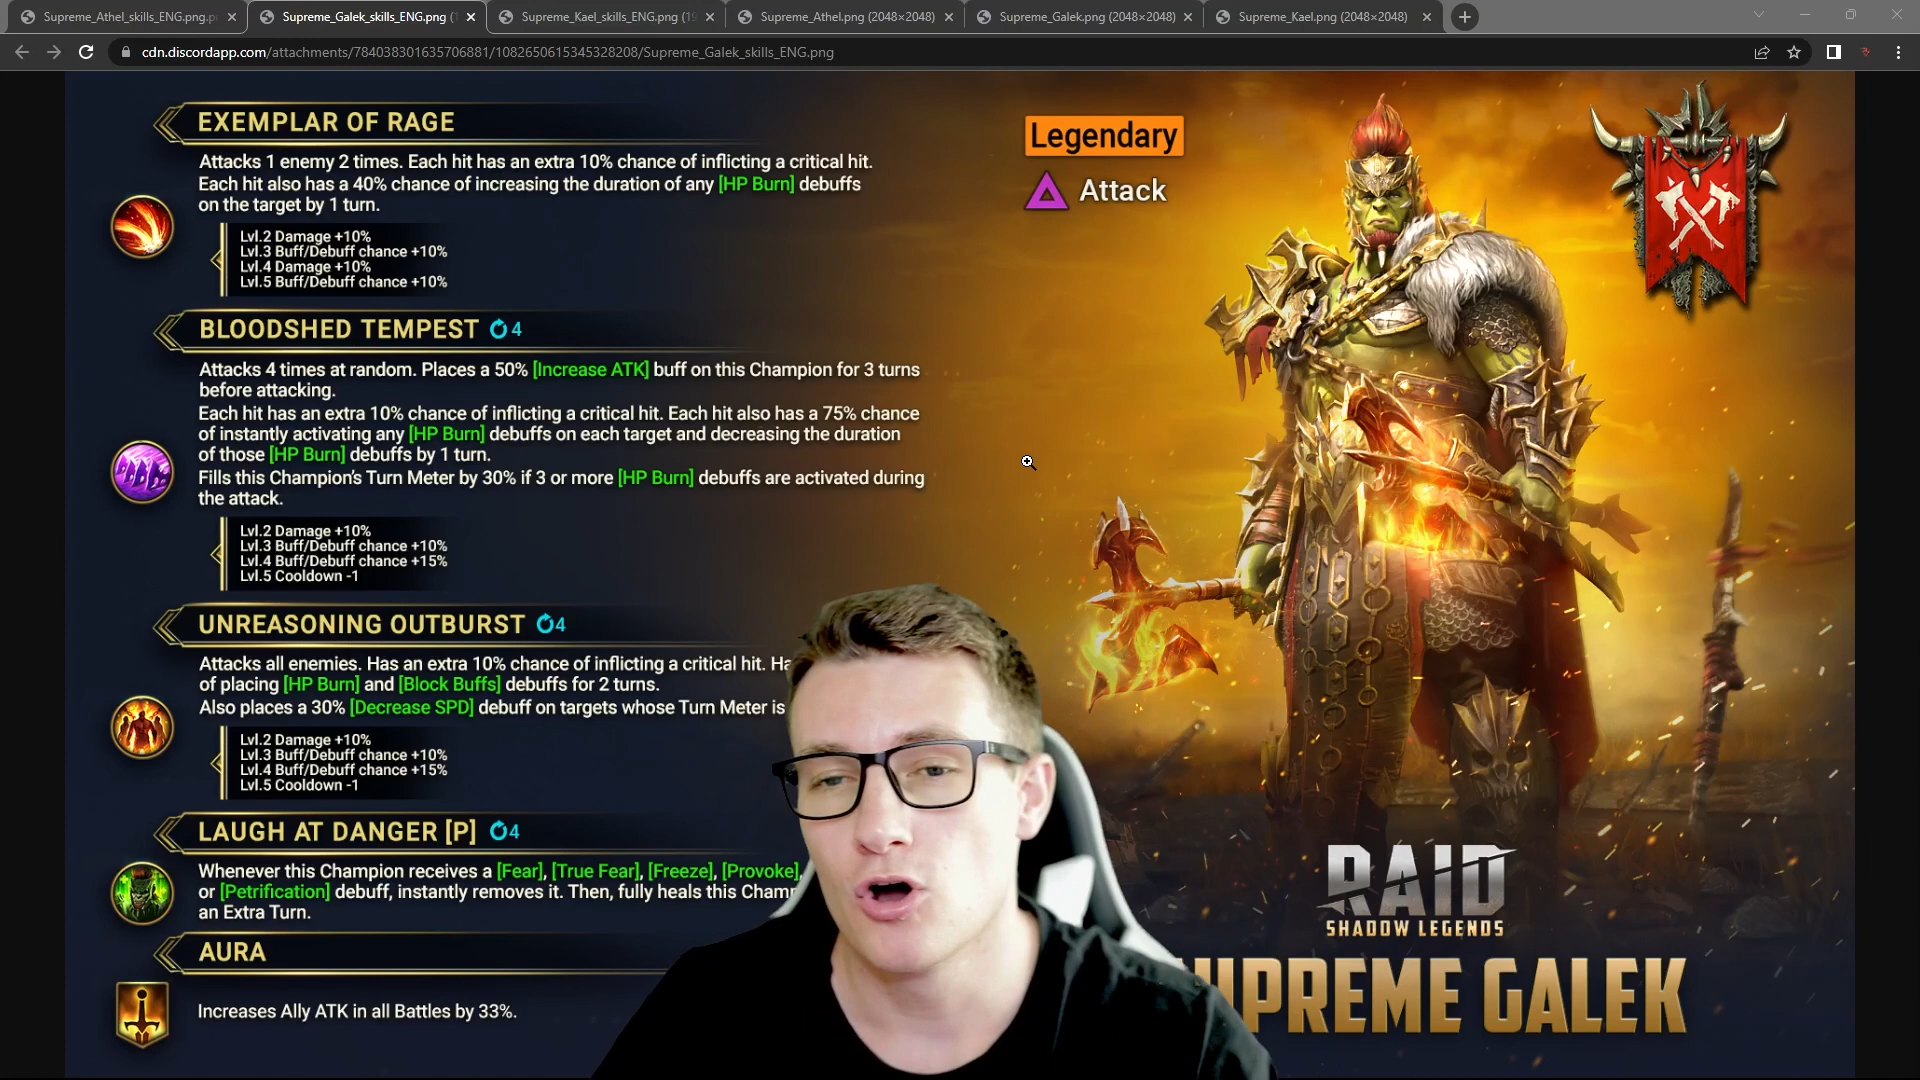 Supreme_Athel_skills_ENG.png
Supreme_Galek_skills_ENG.png
Supreme_Kael_skills_ENG.png
Supreme_Athel.png (2048×2048)
Supreme_Galek.png (2048×2048)
Supreme_Kael.png (2048×2048)
cdn.discordapp.com/attachments/784038301635706881/1082650615345328208/Supreme_Galek_skills_ENG.png
EXEMPLAR OF RAGE
Attacks 1 enemy 2 times. Each hit has an extra 10% chance of inflicting a critical hit.
Each hit also has a 40% chance of increasing the duration of any [HP Burn] debuffs
on the target by 1 turn.
Lvl.2 Damage +10%
Lvl.3 Buff/Debuff chance +10%
Lvl.4 Damage +10%
Lvl.5 Buff/Debuff chance +10%
BLOODSHED TEMPEST 4
Attacks 4 times at random. Places a 50% [Increase ATK] buff on this Champion for 3 turns
before attacking.
Each hit has an extra 10% chance of inflicting a critical hit. Each hit also has a 75% chance
of instantly activating any [HP Burn] debuffs on each target and decreasing the duration
of those [HP Burn] debuffs by 1 turn.
Fills this Champion's Turn Meter by 30% if 3 or more [HP Burn] debuffs are activated during
the attack.
Lvl.2 Damage +10%
Lvl.3 Buff/Debuff chance +10%
Lvl.4 Buff/Debuff chance +15%
Lvl.5 Cooldown -1
UNREASONING OUTBURST 4
Attacks all enemies. Has an extra 10% chance of inflicting a critical hit.
of placing [HP Burn] and [Block Buffs] debuffs for 2 turns.
Also places a 30% [Decrease SPD] debuff on targets whose Turn Meter is
Lvl.2 Damage +10%
Lvl.3 Buff/Debuff chance +10%
Lvl.4 Buff/Debuff chance +15%
Lvl.5 Cooldown -1
LAUGH AT DANGER [P] 4
Whenever this Champion receives a [Fear], [True Fear], [Freeze], [Provoke],
or [Petrification] debuff, instantly removes it. Then, fully heals this
an Extra Turn.
AURA
Increases Ally ATK in all Battles by 33%.
Legendary
Attack
RAID
SHADOW LEGENDS
SUPREME GALEK